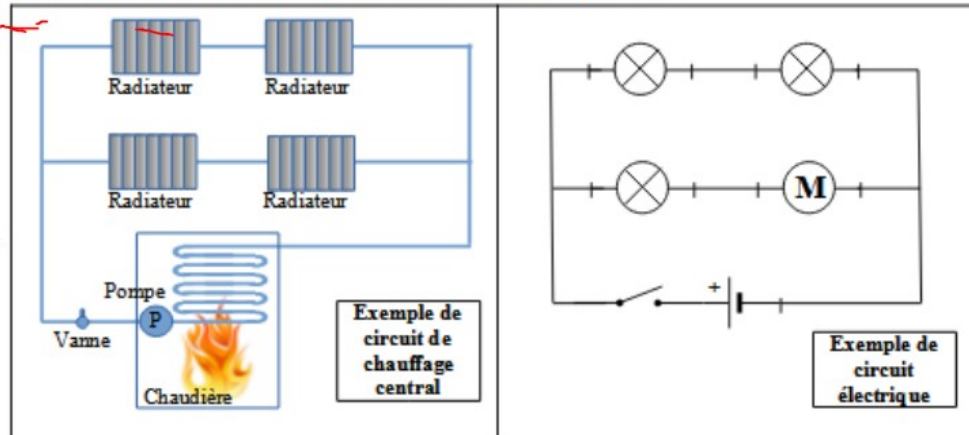 Radiateur
Radiateur
Radiateur
Radiateur
Pompe
P
Vanne
Chaudière
Exemple de
circuit de
chauffage
central
M
+
Exemple de
circuit
électrique